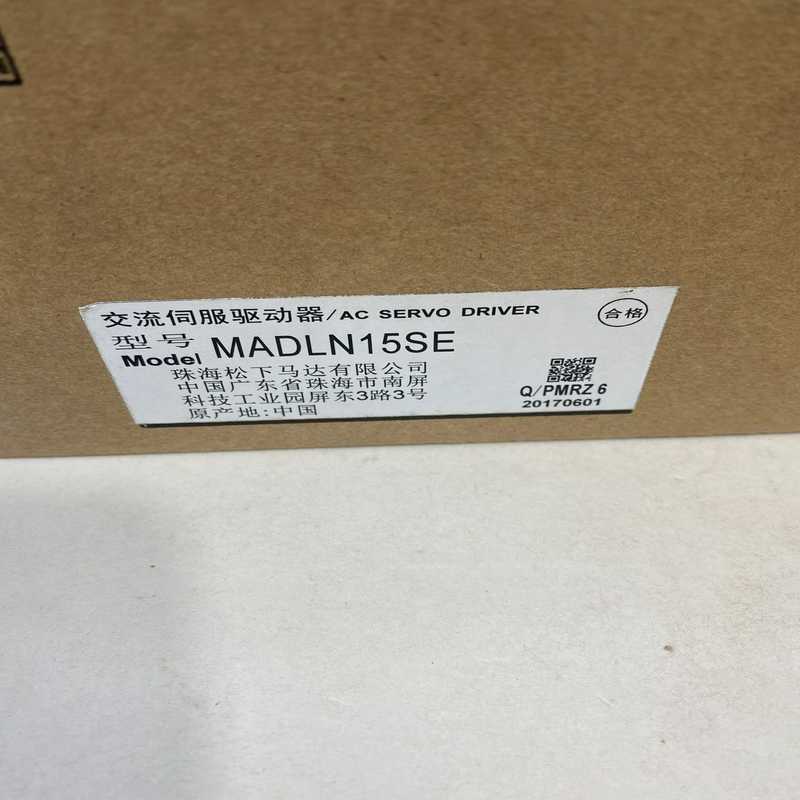 交流伺服驱动器/AC SERVO DRIVER
合格
型号
Model MADLN15SE
珠海松下马达有限公司
中国广东省珠海市南屏
科技工业园屏东3路3号
原产地:中国
Q/PMRZ 6
20170601